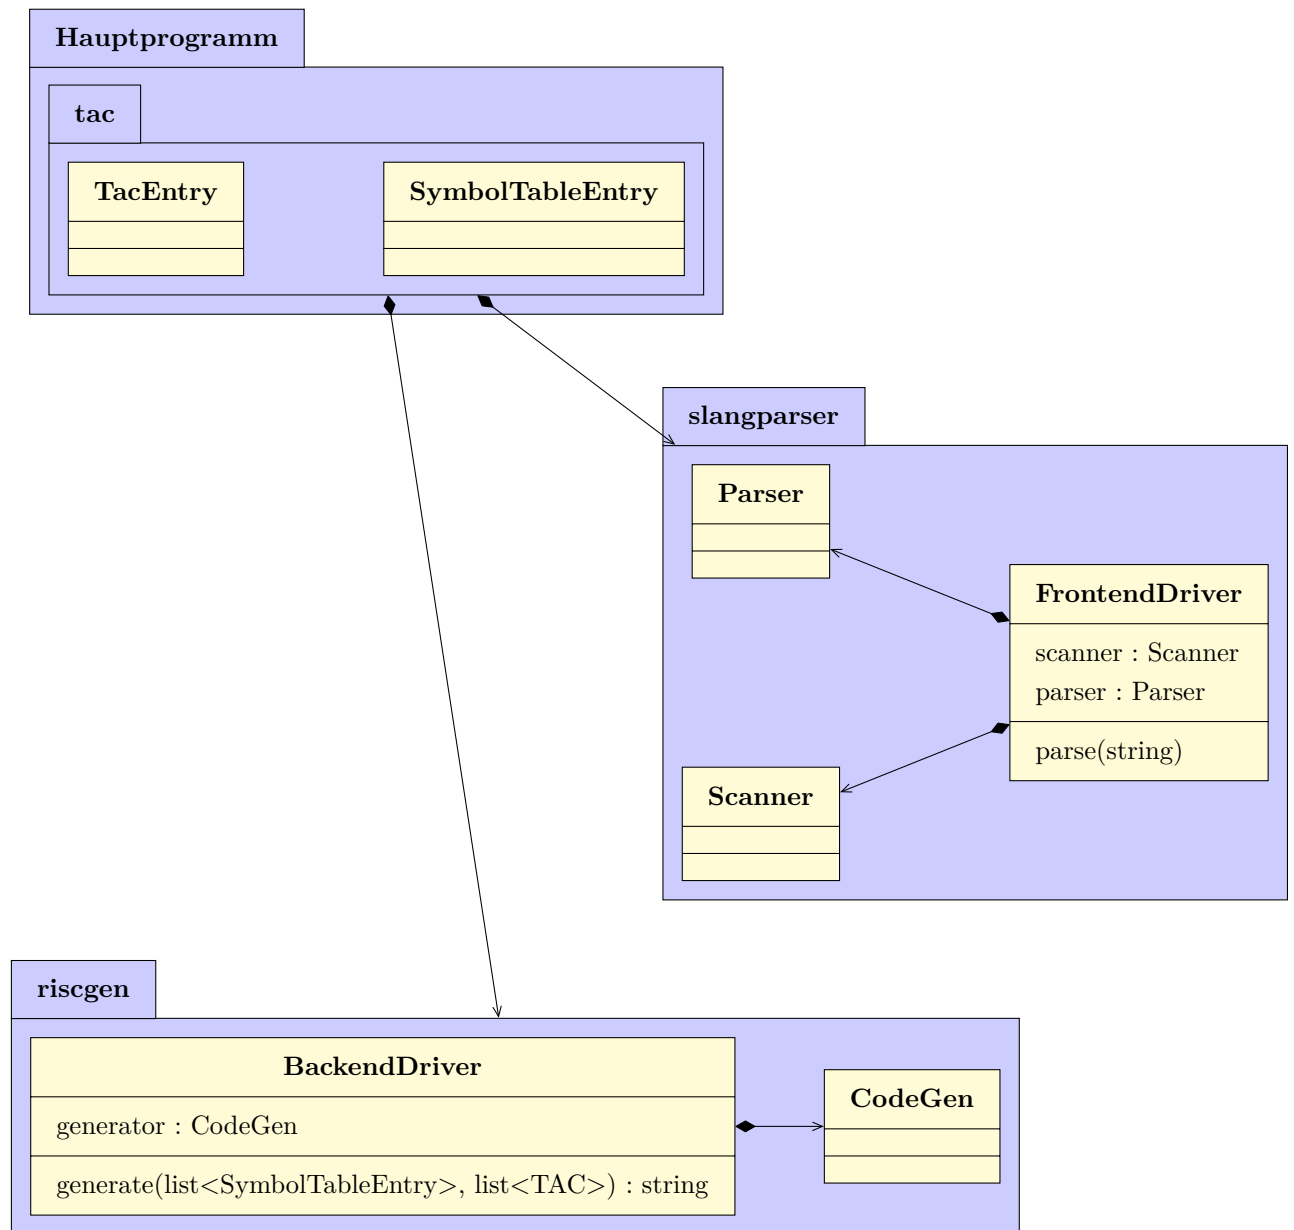 Hauptprogramm
tac
TacEntry
SymbolTableEntry
slangparser
Parser
FrontendDriver
scanner : Scanner
parser : Parser
parse(string)
Scanner
riscgen
BackendDriver
generator : CodeGen
generate(list<SymbolTableEntry>, list<TAC>) : string
CodeGen